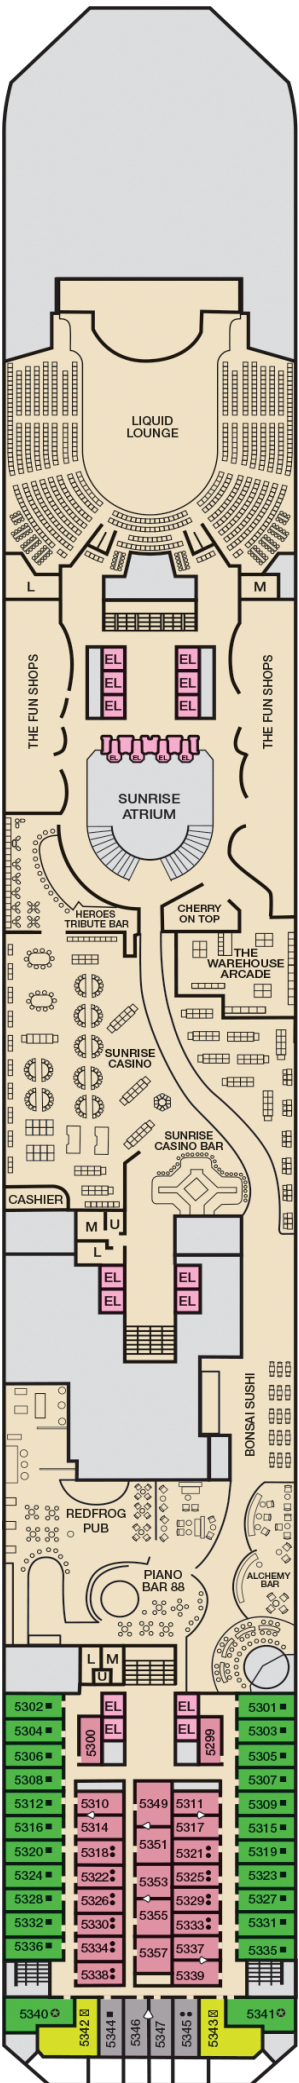 LIQUID
LOUNGE
L
M
THE FUN SHOPS
THE FUN SHOPS
EL EL
EL EL
EL EL
EL EL EL EL
SUNRISE
ATRIUM
HEROES
TRIBUTE BAR
CHERRY
ON TOP
THE
WAREHOUSE
ARCADE
SUNRISE
CASINO
SUNRISE
CASINO BAR
CASHIER
M U
L
EL EL
EL EL
BONSAI SUSHI
REDFROG
PUB
PIANO
BAR 88
ALCHEMY
BAR
L M
U
5302 EL EL 5301
5304 5300 EL EL 5299 5303
5306 5305
5308 5307
5312 5310 5349 5311 5309
5316 5314 5317 5315
5351
5320 5318 5321 5319
5324 5322 5353 5325 5323
5328 5326 5329 5327
5332 5330 5355 5333 5331
5336 5334 5357 5337 5335
5338 5339
5340 5342 5344 5346 5347 5345 5343 5341